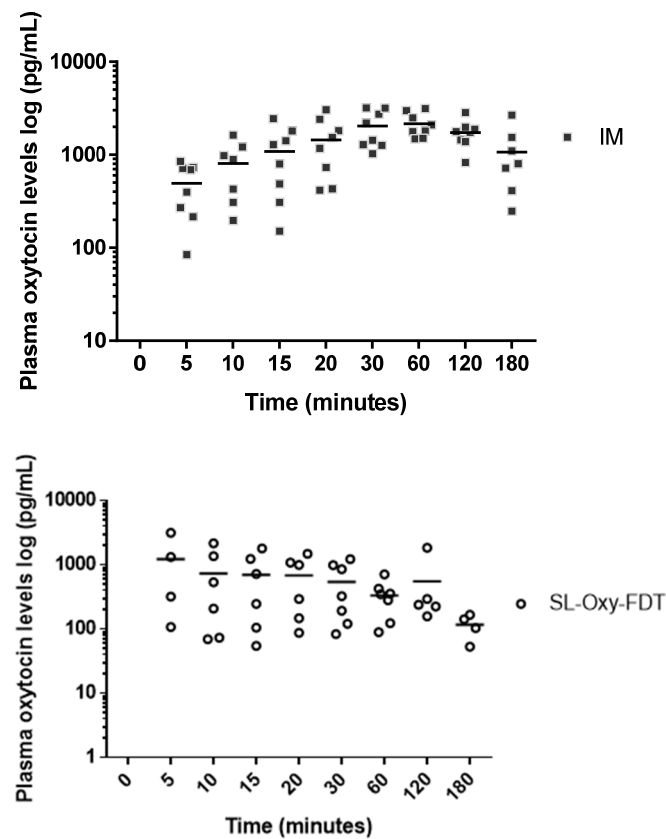 Plasma oxytocin levels log (pg/mL)
10000
1000
100
10
0 5 10 15 20 30 60 120 180
Time (minutes)
IM
Plasma oxytocin levels log (pg/mL)
10000
1000
100
10
1
0 5 10 15 20 30 60 120 180
Time (minutes)
SL-Oxy-FDT